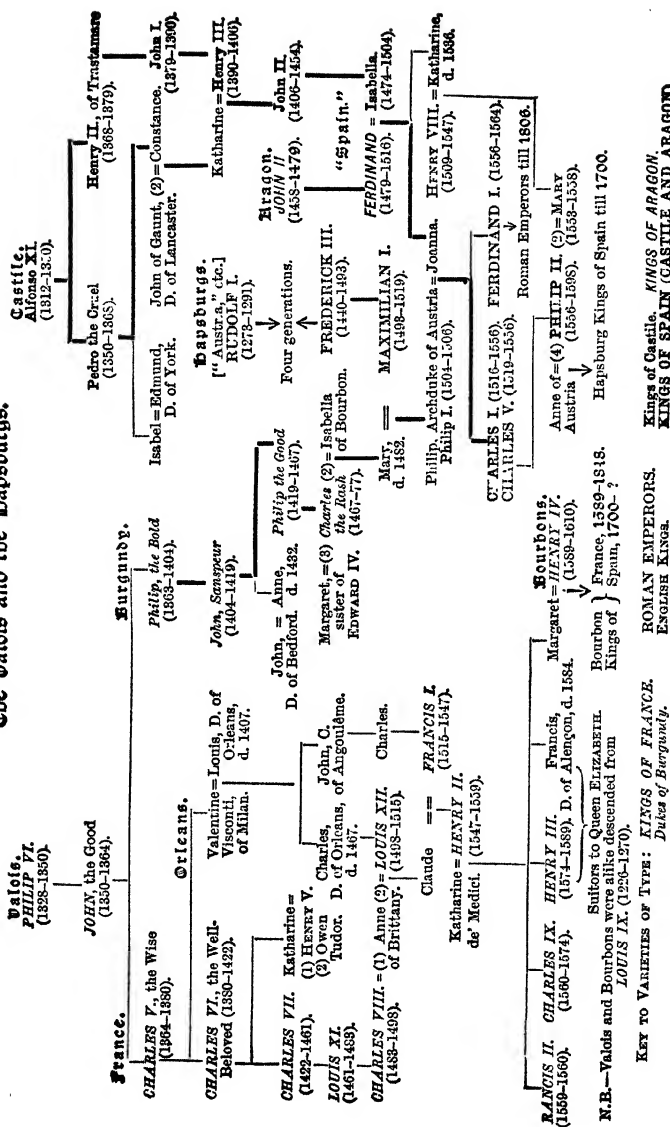 The Valois and the Hapsburgs.
Valois.
PHILIP VI.
(1328–1350).
JOHN, the Good
(1350–1364).
France.
CHARLES V., the Wise
(1364–1380).
CHARLES VI., the Well-
Beloved (1380–1422).
CHARLES VII.
(1422–1461).
LOUIS XI.
(1461–1483).
Katharine =
(1) HENRY V.
(2) Owen
Tudor.
CHARLES VIII. = (1) Anne (2) = LOUIS XII.
(1483–1498). of Brittany. (1498–1515).
Orleans.
Valentine = Louis, D. of
Visconti, Orleans,
of Milan. d. 1407.
Charles, John, C.
D. of Orleans, of Angoulême.
d. 1467.
Charles.
Claude == FRANCIS I.
(1515–1547).
Katharine = HENRY II.
de' Medici. (1547–1559).
RANCIS II. CHARLES IX. HENRY III. Francis, Margaret = HENRY IV.
(1559–1560). (1560–1574). (1574–1589). D. of Alençon, d. 1584. (1589–1610).
Bourbons.
Suitors to Queen ELIZABETH.
Bourbon } France, 1589–1848.
Kings of } Spain, 1700– ?
N.B.—Valois and Bourbons were alike descended from
LOUIS IX. (1226–1270).
Burgundy.
Philip, the Bold
(1363–1404).
John, Sanspeur
(1404–1419).
John, = Anne,
D. of Bedford. d. 1432.
Philip the Good
(1419–1467).
Margaret, = (3) Charles (2) = Isabella
sister of the Rash of Bourbon.
EDWARD IV. (1467–77).
Mary, ==
d. 1482.
Castile.
Alfonso XI.
(1312–1350).
Pedro the Cruel
(1350–1368).
Henry II., of Trastamare
(1368–1379).
Isabel = Edmund, John of Gaunt, (2) = Constance. John I.
D. of York. D. of Lancaster. (1379–1390).
Katharine = Henry III.
(1390–1406).
Hapsburgs.
["Austria," etc.]
RUDOLF I.
(1273–1291).
Four generations.
FREDERICK III.
(1440–1493).
MAXIMILIAN I.
(1493–1519).
Aragon. John II.
JOHN II (1406–1454).
(1458–1479).
"Spain."
FERDINAND = Isabella.
(1479–1516). (1474–1504).
Philip, Archduke of Austria = Joanna. HENRY VIII. = Katharine,
Philip I. (1504–1506). (1509–1547). d. 1536.
CHARLES I. (1516–1556). FERDINAND I. (1556–1564).
CHARLES V. (1519–1556).
Roman Emperors till 1806.
Anne of = (4) PHILIP II. (2) = MARY
Austria (1556–1598). (1553–1558).
Hapsburg Kings of Spain till 1700.
KEY TO VARIETIES OF TYPE: KINGS OF FRANCE. ROMAN EMPERORS. Kings of Castile. KINGS OF ARAGON.
Dukes of Burgundy. ENGLISH KINGS. KINGS OF SPAIN (CASTILE AND ARAGON)